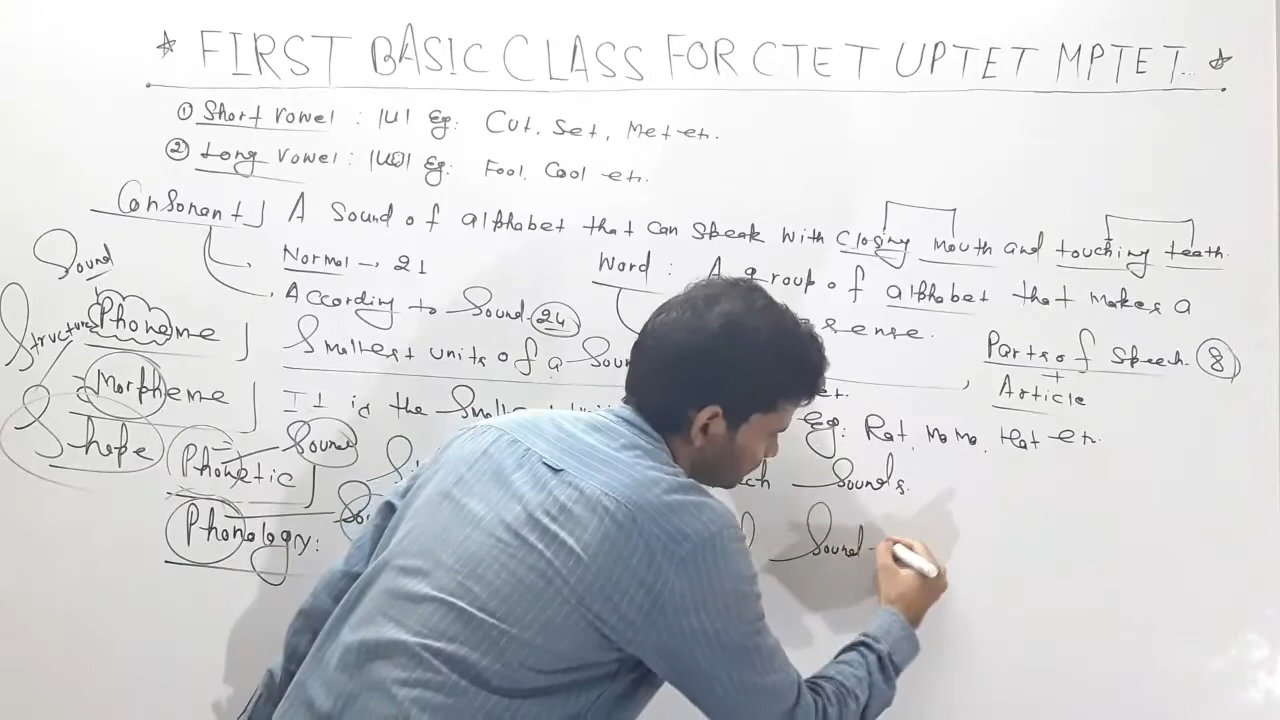 * FIRST BASIC CLASS FOR CTET UPTET MPTET... *
① Short vowel : |U| Eg: Cut, Set, Met etc.
② Long vowel : Eg: Fool, Cool etc.
Consonant] A Sound of alphabet that can speak with closing mouth and touching teeth.
Normal → 21
According to Sound. 24
Word : A group of alphabet that makes a
sense.
Sound
Structure
Phoneme ] Smallest units of a Soun
Parts of Speech. 8
+
Article
Morpheme ] It is the Smallest
Eg: Rat, Mama, Hat etc.
Shape
Phonetic ] Sound
ch Sounds.
Phonology:
Sound